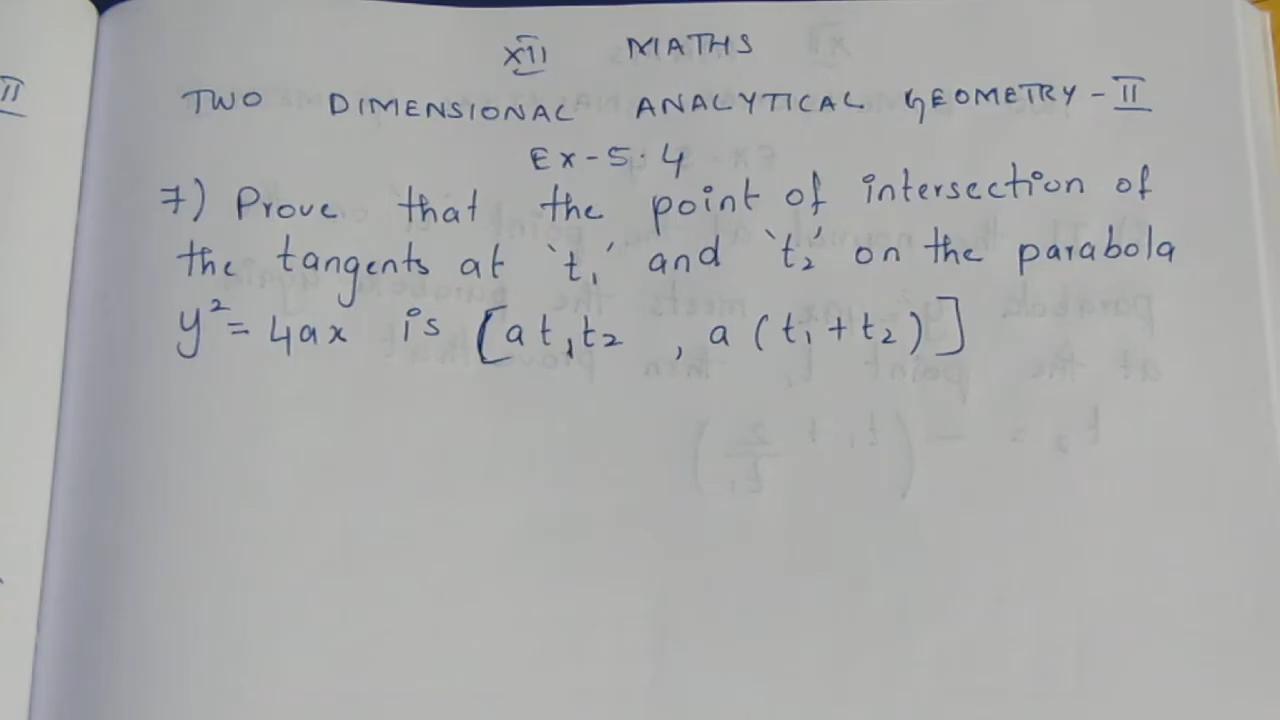 XII MATHS
II
TWO DIMENSIONAL ANALYTICAL GEOMETRY - II
Ex - 5.4
7) Prove that the point of intersection of
the tangents at 't₁' and 't₂' on the parabola
y² = 4ax is [at₁t₂ , a(t₁+t₂)]